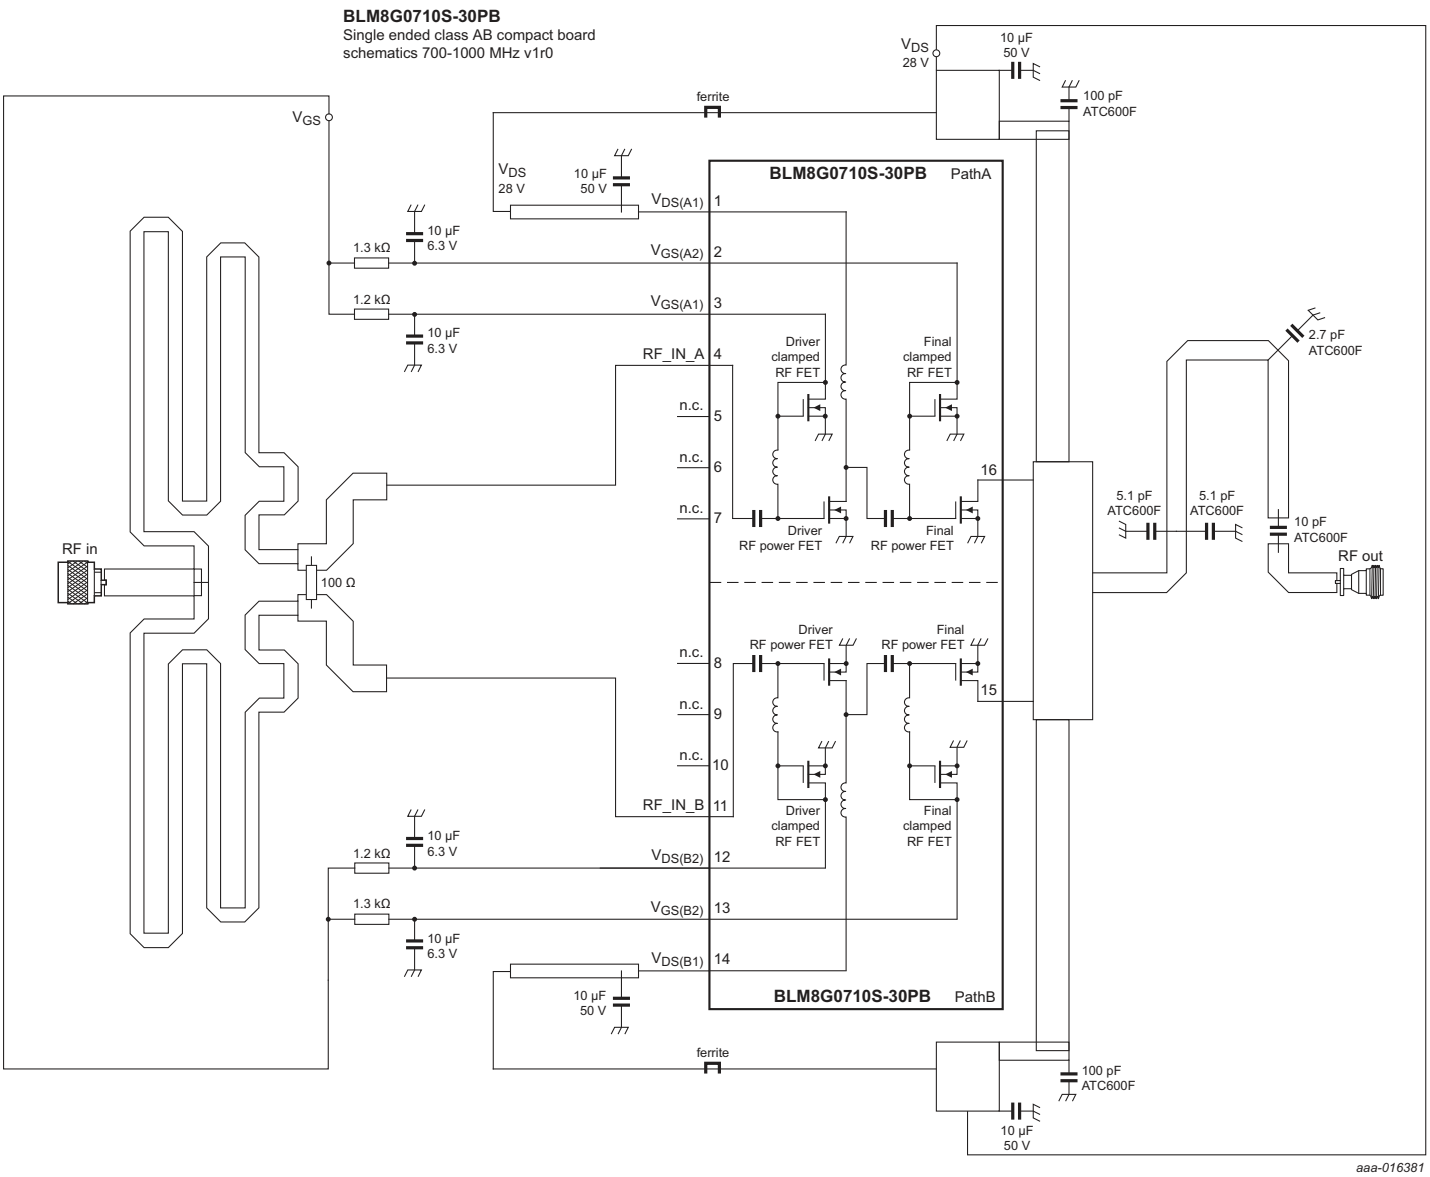 BLM8G0710S-30PB
Single ended class AB compact board
schematics 700-1000 MHz v1r0
VDS
28 V
10 µF
50 V
100 pF
ATC600F
ferrite
VGS
VDS
28 V
10 µF
50 V
BLM8G0710S-30PB PathA
VDS(A1) 1
10 µF
6.3 V
1.3 kΩ
VGS(A2) 2
1.2 kΩ
VGS(A1) 3
10 µF
6.3 V
RF_IN_A 4
Driver
clamped
RF FET
Final
clamped
RF FET
2.7 pF
ATC600F
n.c. 5
n.c. 6
16
n.c. 7
Driver
RF power FET
Final
RF power FET
5.1 pF
ATC600F
5.1 pF
ATC600F
10 pF
ATC600F
RF in
RF out
100 Ω
Driver
RF power FET
Final
RF power FET
n.c. 8
15
n.c. 9
n.c. 10
RF_IN_B 11
Driver
clamped
RF FET
Final
clamped
RF FET
10 µF
6.3 V
1.2 kΩ
VDS(B2) 12
1.3 kΩ
VGS(B2) 13
10 µF
6.3 V
VDS(B1) 14
10 µF
50 V
BLM8G0710S-30PB PathB
ferrite
100 pF
ATC600F
10 µF
50 V
aaa-016381